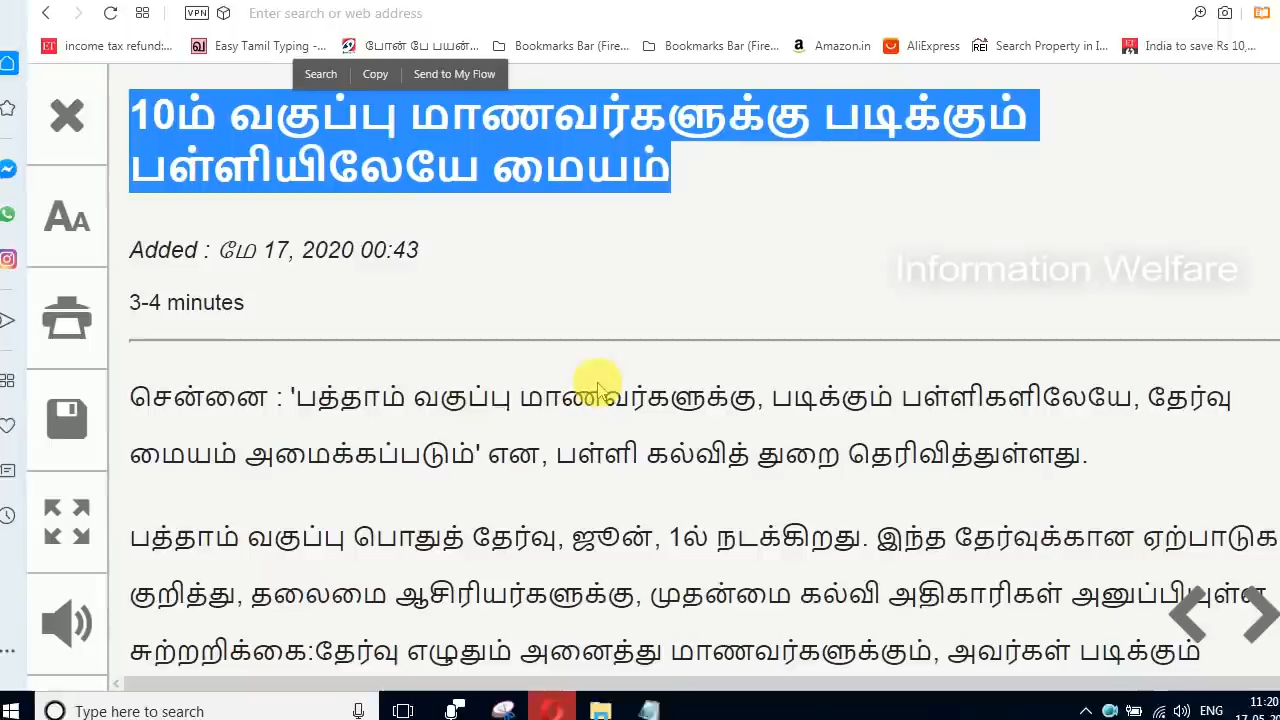 VPN
Enter search or web address
income tax refund:...
Easy Tamil Typing -...
போன் பே பயன்...
Bookmarks Bar (Fire...
Bookmarks Bar (Fire...
Amazon.in
AliExpress
Search Property in I...
India to save Rs 10,...
Search
Copy
Send to My Flow
10ம் வகுப்பு மாணவர்களுக்கு படிக்கும்
பள்ளியிலேயே மையம்
Added : மே 17, 2020 00:43
Information Welfare
3-4 minutes
சென்னை : 'பத்தாம் வகுப்பு மாணவர்களுக்கு, படிக்கும் பள்ளிகளிலேயே, தேர்வு
மையம் அமைக்கப்படும்' என, பள்ளி கல்வித் துறை தெரிவித்துள்ளது.
பத்தாம் வகுப்பு பொதுத் தேர்வு, ஜூன், 1ல் நடக்கிறது. இந்த தேர்வுக்கான ஏற்பாடுக
குறித்து, தலைமை ஆசிரியர்களுக்கு, முதன்மை கல்வி அதிகாரிகள் அனுப்பியுள்ள
சுற்றறிக்கை:தேர்வு எழுதும் அனைத்து மாணவர்களுக்கும், அவர்கள் படிக்கும்
Type here to search
ENG
11:20